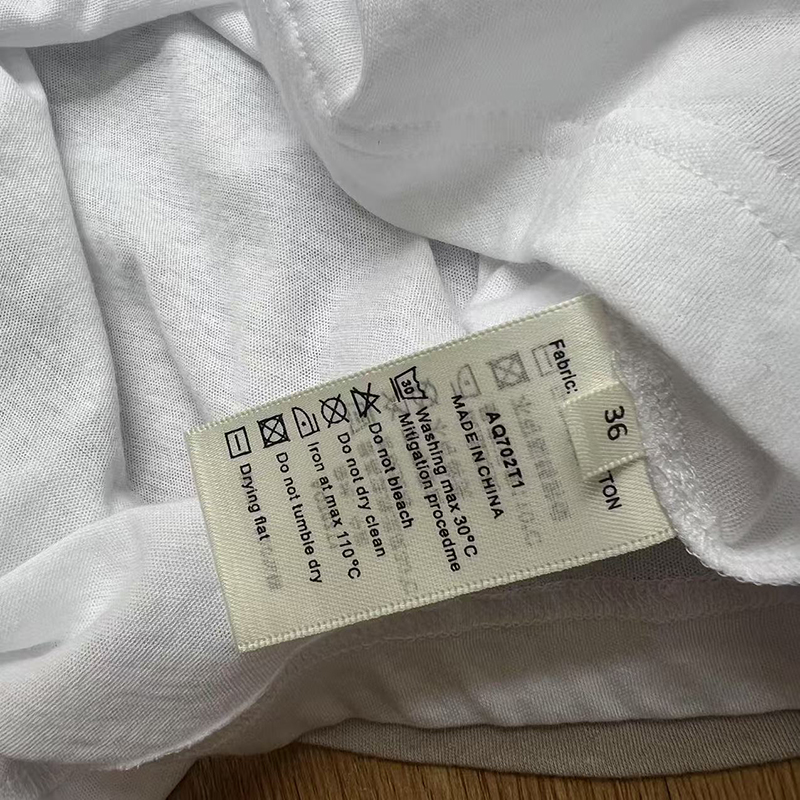 Fabric:
36
TON
AQ702T1
MADE IN CHINA
Mitigation procedme
30 Washing max 30°C
Do not bleach
Do not dry clean
Iron at max 110°C
Do not tumble dry
Drying flat